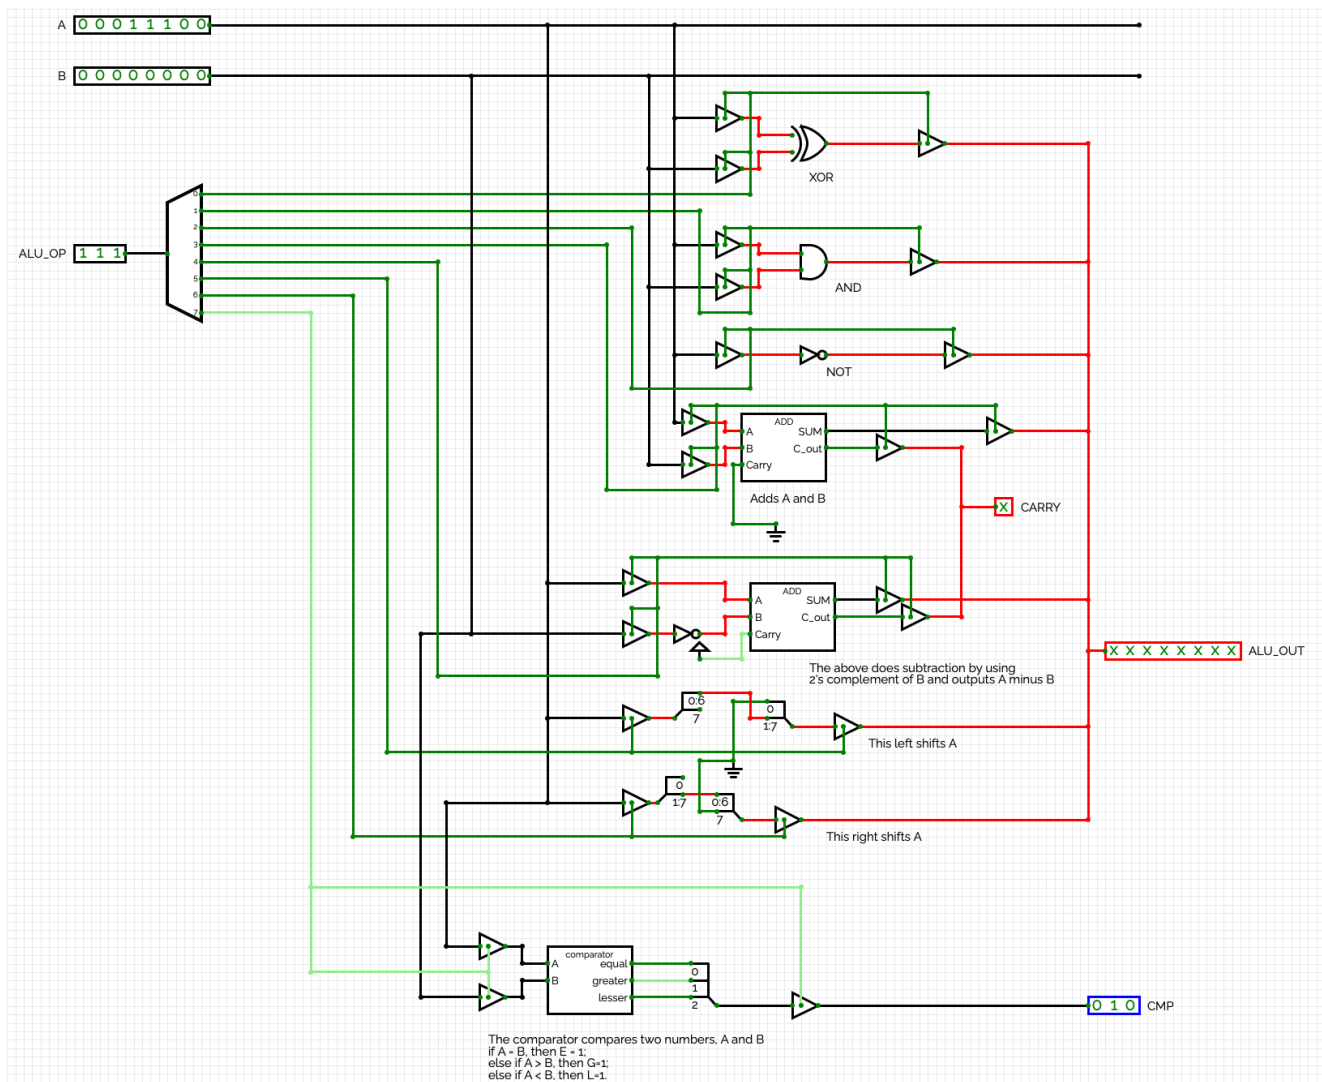 A 0 0 0 1 1 1 0 0
B 0 0 0 0 0 0 0 0
XOR
0
1
2
3
4
5
6
7
ALU_OP 1 1 1
AND
NOT
ADD
A SUM
B C_out
Carry
Adds A and B
X CARRY
ADD
A SUM
B C_out
Carry
X X X X X X X X ALU_OUT
The above does subtraction by using
2's complement of B and outputs A minus B
0:6 0
7 1:7
This left shifts A
0
1:7 0:6
7
This right shifts A
comparator
A equal
0
B greater
1
lesser
2
0 1 0 CMP
The comparator compares two numbers, A and B
if A = B, then E = 1;
else if A > B, then G=1;
else if A < B, then L=1.